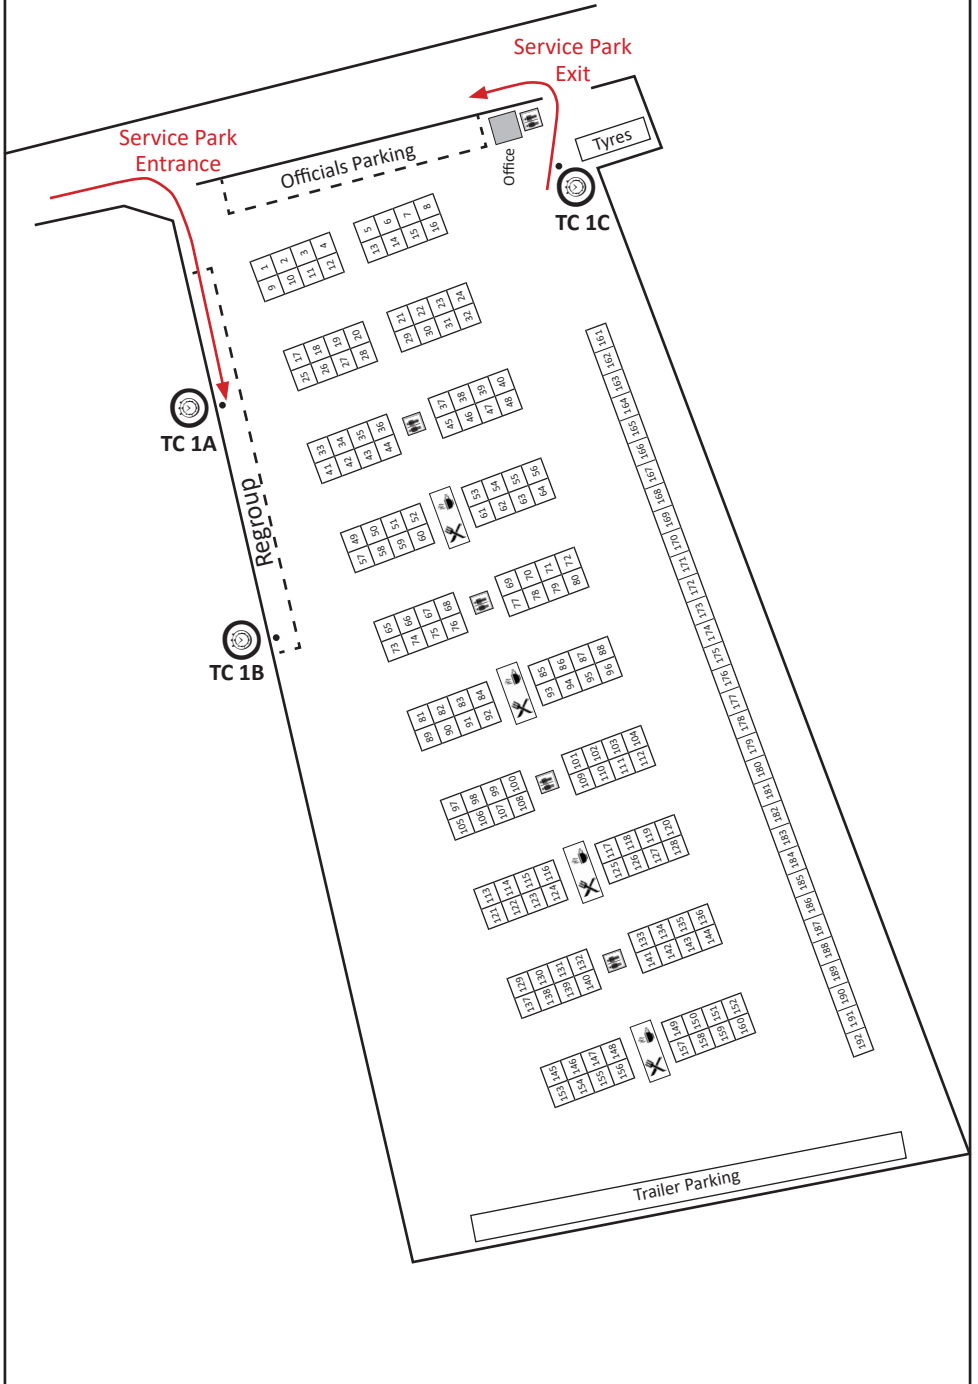 Service Park
Exit
Service Park
Entrance
Tyres
Officials Parking
Office
TC 1C
1 2 3 4
9 10 11 12
5 6 7 8
13 14 15 16
17 18 19 20
25 26 27 28
21 22 23 24
29 30 31 32
TC 1A
33 34 35 36
41 42 43 44
37 38 39 40
45 46 47 48
Regroup
49 50 51 52
57 58 59 60
53 54 55 56
61 62 63 64
TC 1B
65 66 67 68
73 74 75 76
69 70 71 72
77 78 79 80
81 82 83 84
89 90 91 92
85 86 87 88
93 94 95 96
97 98 99 100
105 106 107 108
101 102 103 104
109 110 111 112
113 114 115 116
121 122 123 124
117 118 119 120
125 126 127 128
129 130 131 132
137 138 139 140
133 134 135 136
141 142 143 144
145 146 147 148
153 154 155 156
149 150 151 152
157 158 159 160
161
162
163
164
165
166
167
168
169
170
171
172
173
174
175
176
177
178
179
180
181
182
183
184
185
186
187
188
189
190
191
192
Trailer Parking